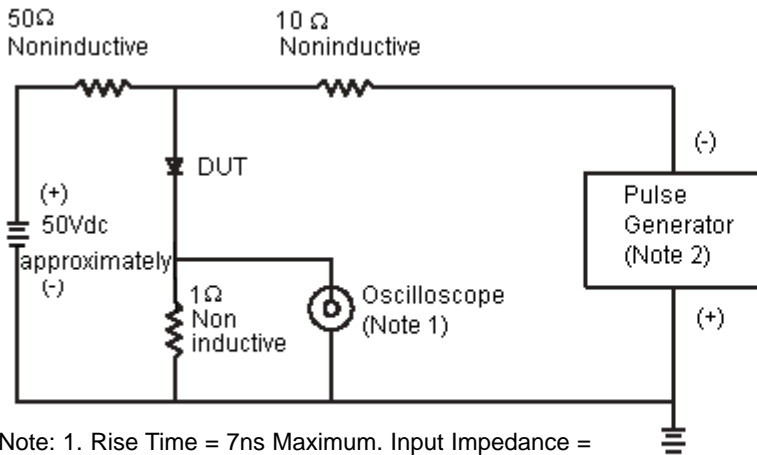 50Ω
Noninductive
10 Ω
Noninductive
DUT
(+)
50Vdc
approximately
(-)
1Ω
Non
inductive
Oscilloscope
(Note 1)
(-)
Pulse
Generator
(Note 2)
(+)
Note: 1. Rise Time = 7ns Maximum. Input Impedance =